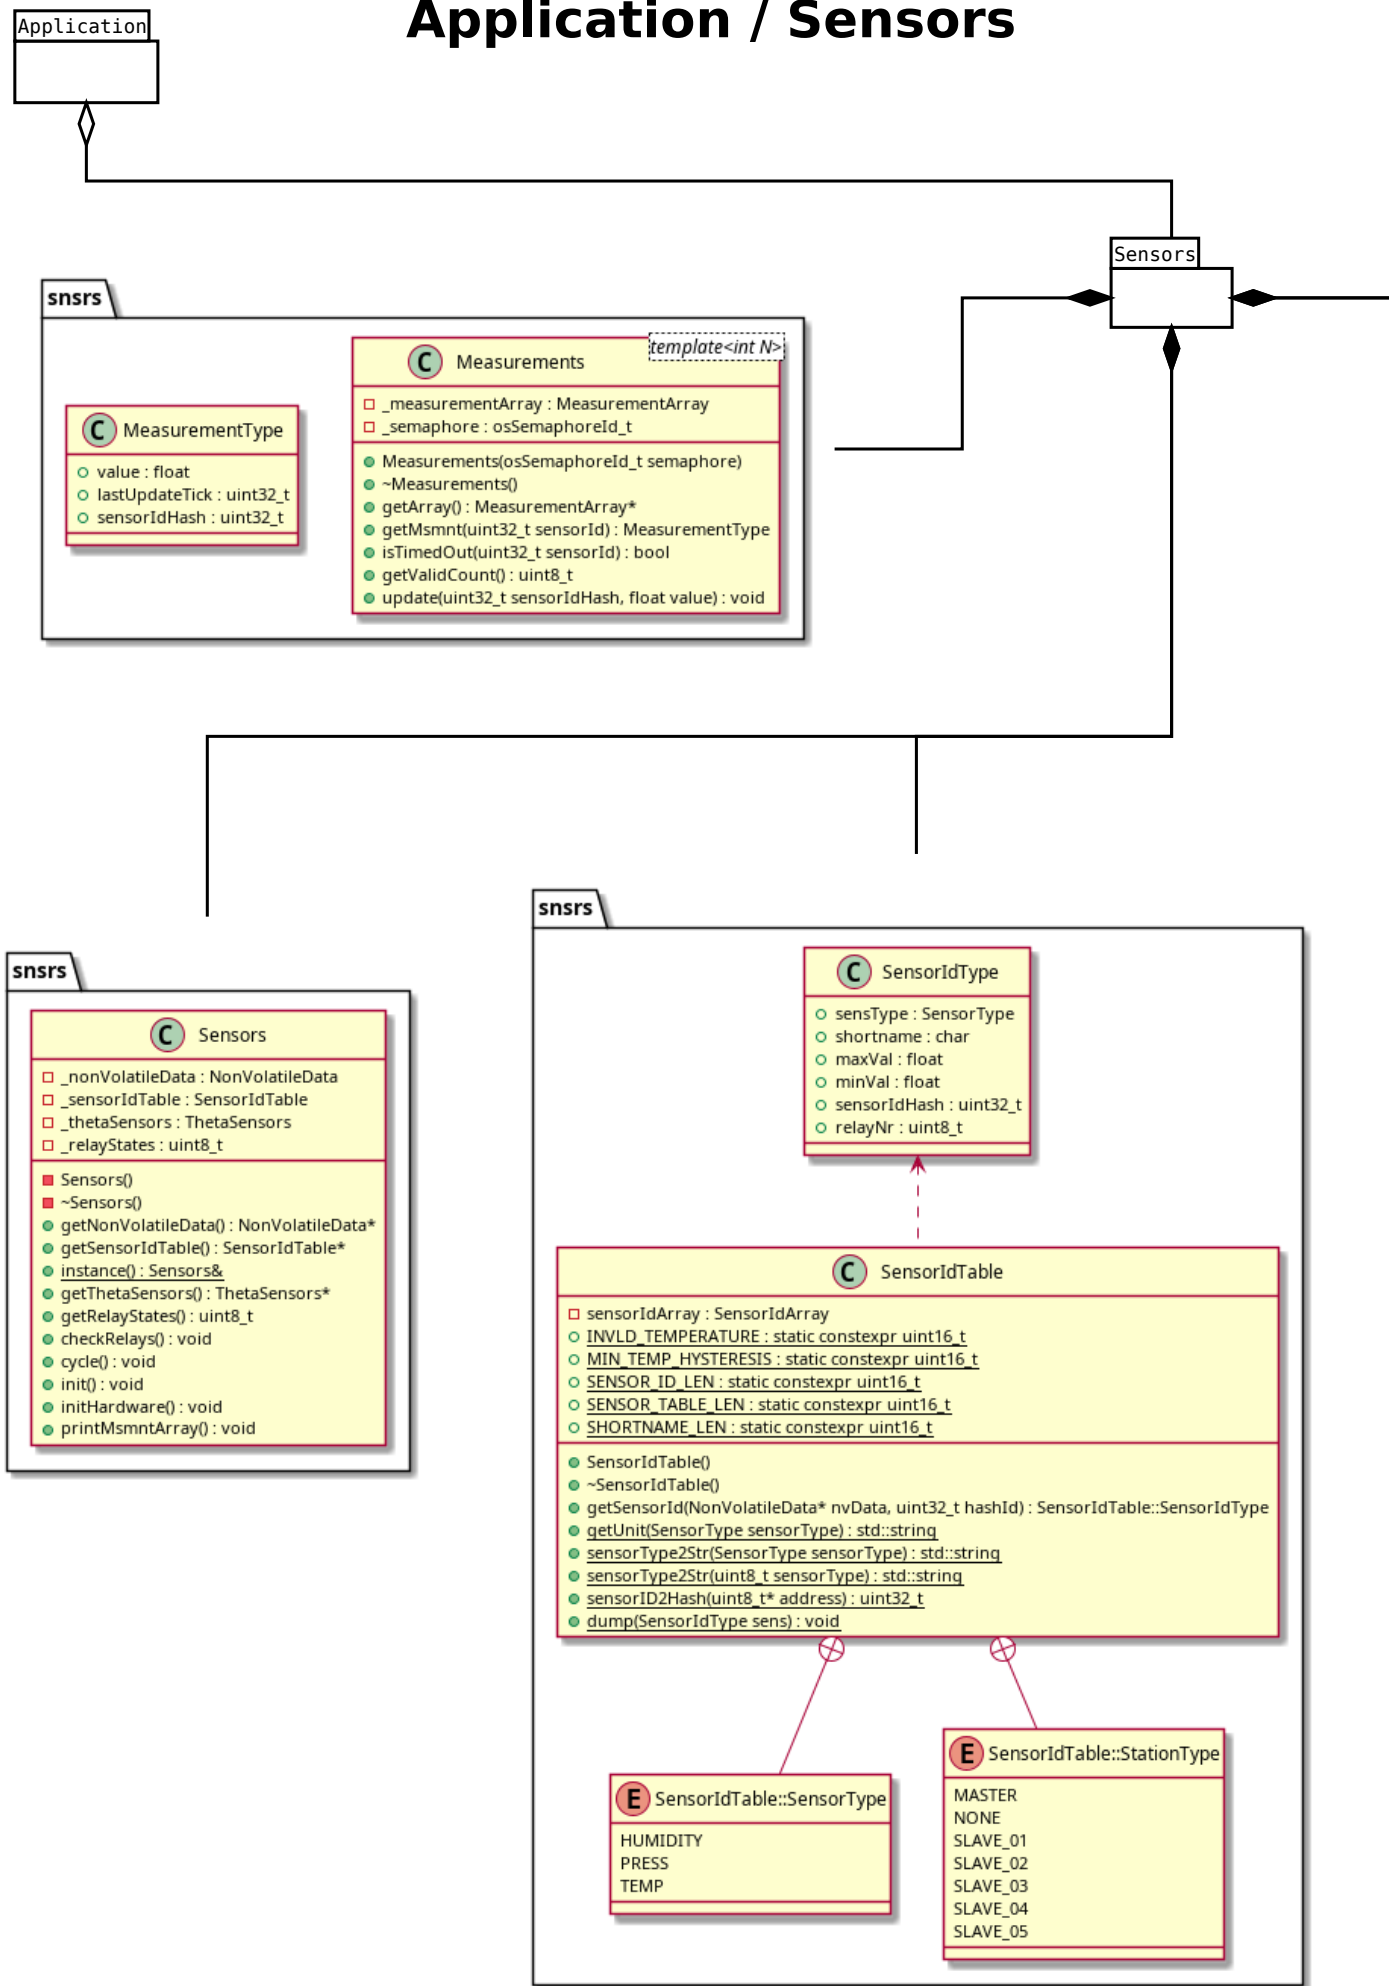 Application / Sensors
Application
Sensors
snsrs
template<int N>
Measurements
_measurementArray : MeasurementArray
_semaphore : osSemaphoreId_t
Measurements(osSemaphoreId_t semaphore)
~Measurements()
getArray() : MeasurementArray*
getMsmnt(uint32_t sensorId) : MeasurementType
isTimedOut(uint32_t sensorId) : bool
getValidCount() : uint8_t
update(uint32_t sensorIdHash, float value) : void
MeasurementType
value : float
lastUpdateTick : uint32_t
sensorIdHash : uint32_t
snsrs
Sensors
_nonVolatileData : NonVolatileData
_sensorIdTable : SensorIdTable
_thetaSensors : ThetaSensors
_relayStates : uint8_t
Sensors()
~Sensors()
getNonVolatileData() : NonVolatileData*
getSensorIdTable() : SensorIdTable*
instance() : Sensors&
getThetaSensors() : ThetaSensors*
getRelayStates() : uint8_t
checkRelays() : void
cycle() : void
init() : void
initHardware() : void
printMsmntArray() : void
snsrs
SensorIdType
sensType : SensorType
shortname : char
maxVal : float
minVal : float
sensorIdHash : uint32_t
relayNr : uint8_t
SensorIdTable
sensorIdArray : SensorIdArray
INVLD_TEMPERATURE : static constexpr uint16_t
MIN_TEMP_HYSTERESIS : static constexpr uint16_t
SENSOR_ID_LEN : static constexpr uint16_t
SENSOR_TABLE_LEN : static constexpr uint16_t
SHORTNAME_LEN : static constexpr uint16_t
SensorIdTable()
~SensorIdTable()
getSensorId(NonVolatileData* nvData, uint32_t hashId) : SensorIdTable::SensorIdType
getUnit(SensorType sensorType) : std::string
sensorType2Str(SensorType sensorType) : std::string
sensorType2Str(uint8_t sensorType) : std::string
sensorID2Hash(uint8_t* address) : uint32_t
dump(SensorIdType sens) : void
SensorIdTable::SensorType
HUMIDITY
PRESS
TEMP
SensorIdTable::StationType
MASTER
NONE
SLAVE_01
SLAVE_02
SLAVE_03
SLAVE_04
SLAVE_05